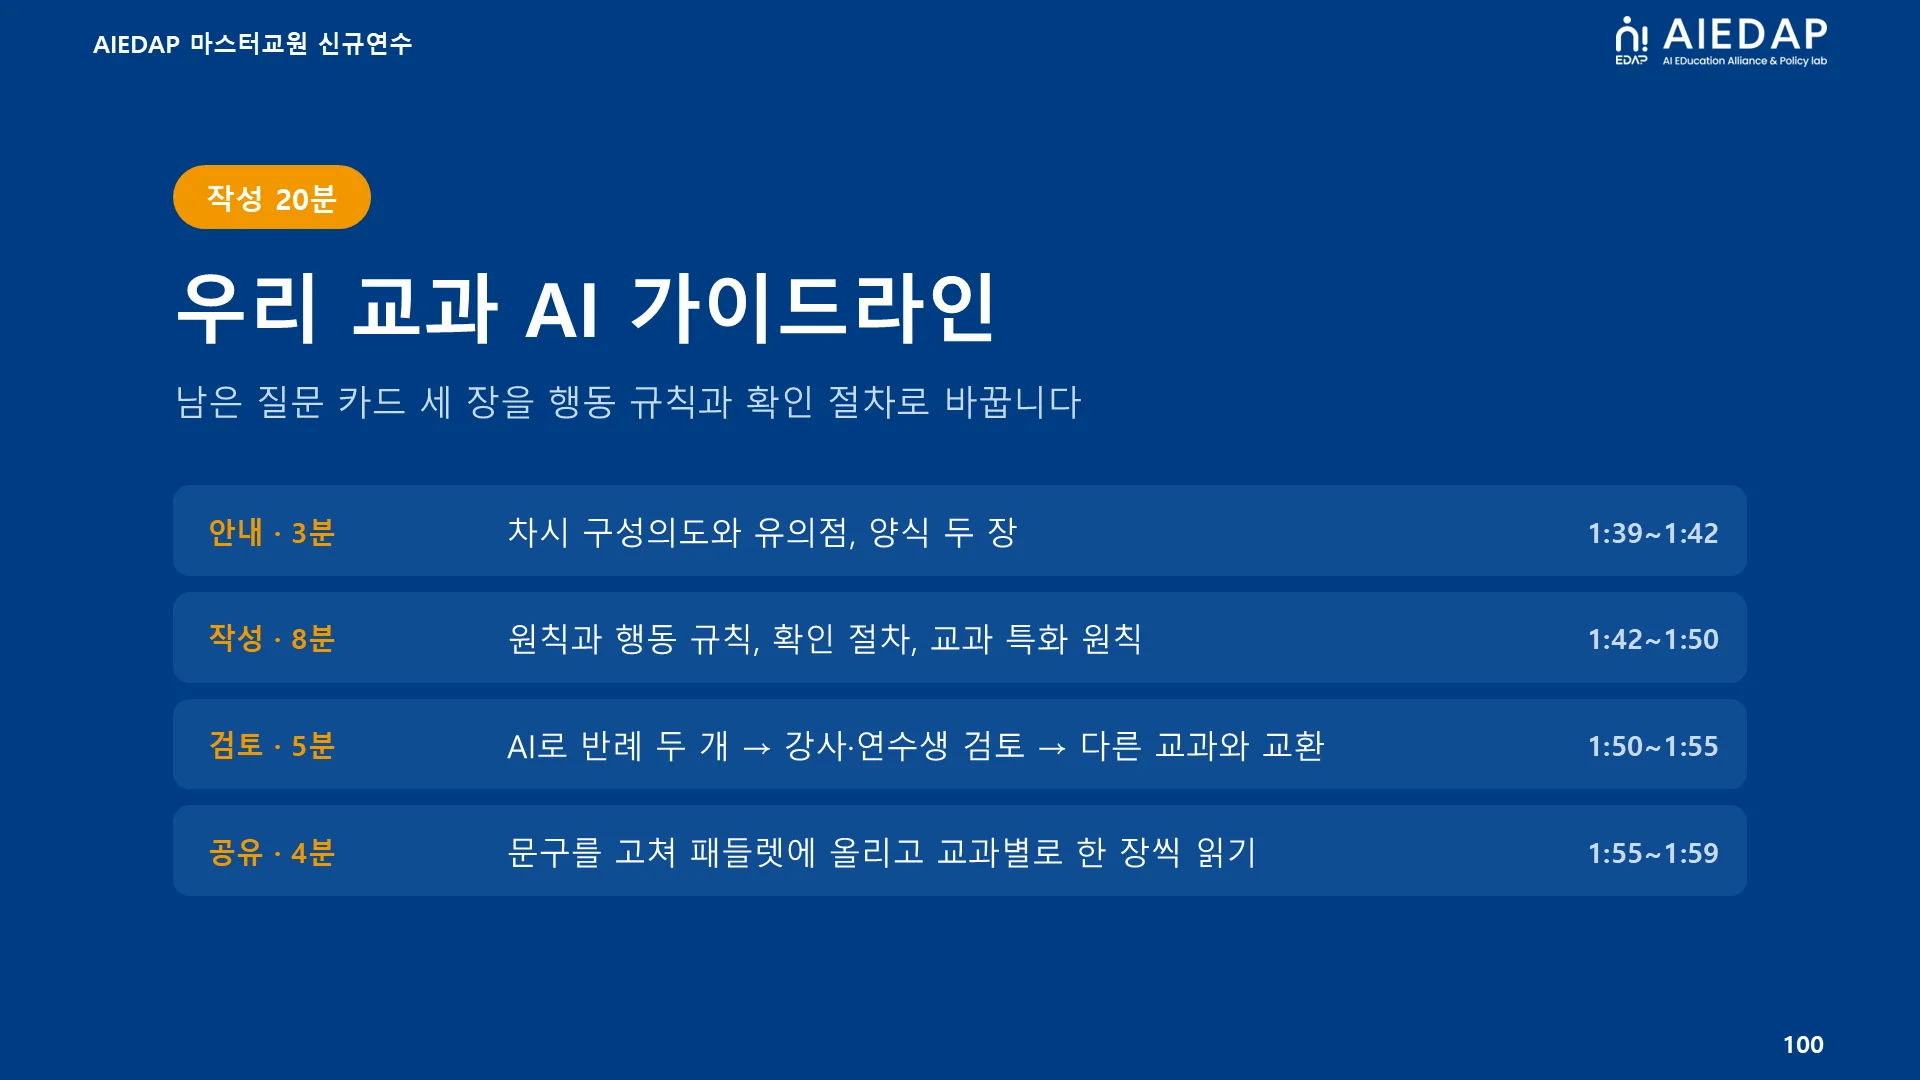 AIEDAP 마스터교원 신규연수
AIEDAP
EDAP
AI EDucation Alliance & Policy lab
작성 20분
우리 교과 AI 가이드라인
남은 질문 카드 세 장을 행동 규칙과 확인 절차로 바꿉니다
안내 · 3분 차시 구성의도와 유의점, 양식 두 장 1:39~1:42
작성 · 8분 원칙과 행동 규칙, 확인 절차, 교과 특화 원칙 1:42~1:50
검토 · 5분 AI로 반례 두 개 → 강사·연수생 검토 → 다른 교과와 교환 1:50~1:55
공유 · 4분 문구를 고쳐 패들렛에 올리고 교과별로 한 장씩 읽기 1:55~1:59
100